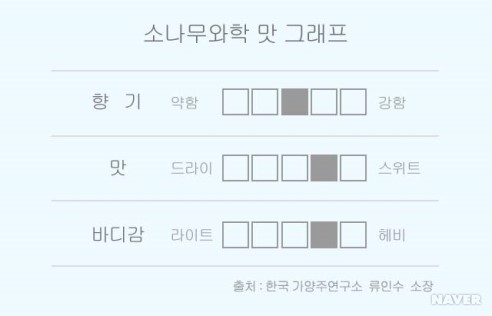 소나무와학 맛 그래프
향 기 약함 강함
맛 드라이 스위트
바디감 라이트 헤비
출처 : 한국 가양주연구소 류인수 소장
NAVER